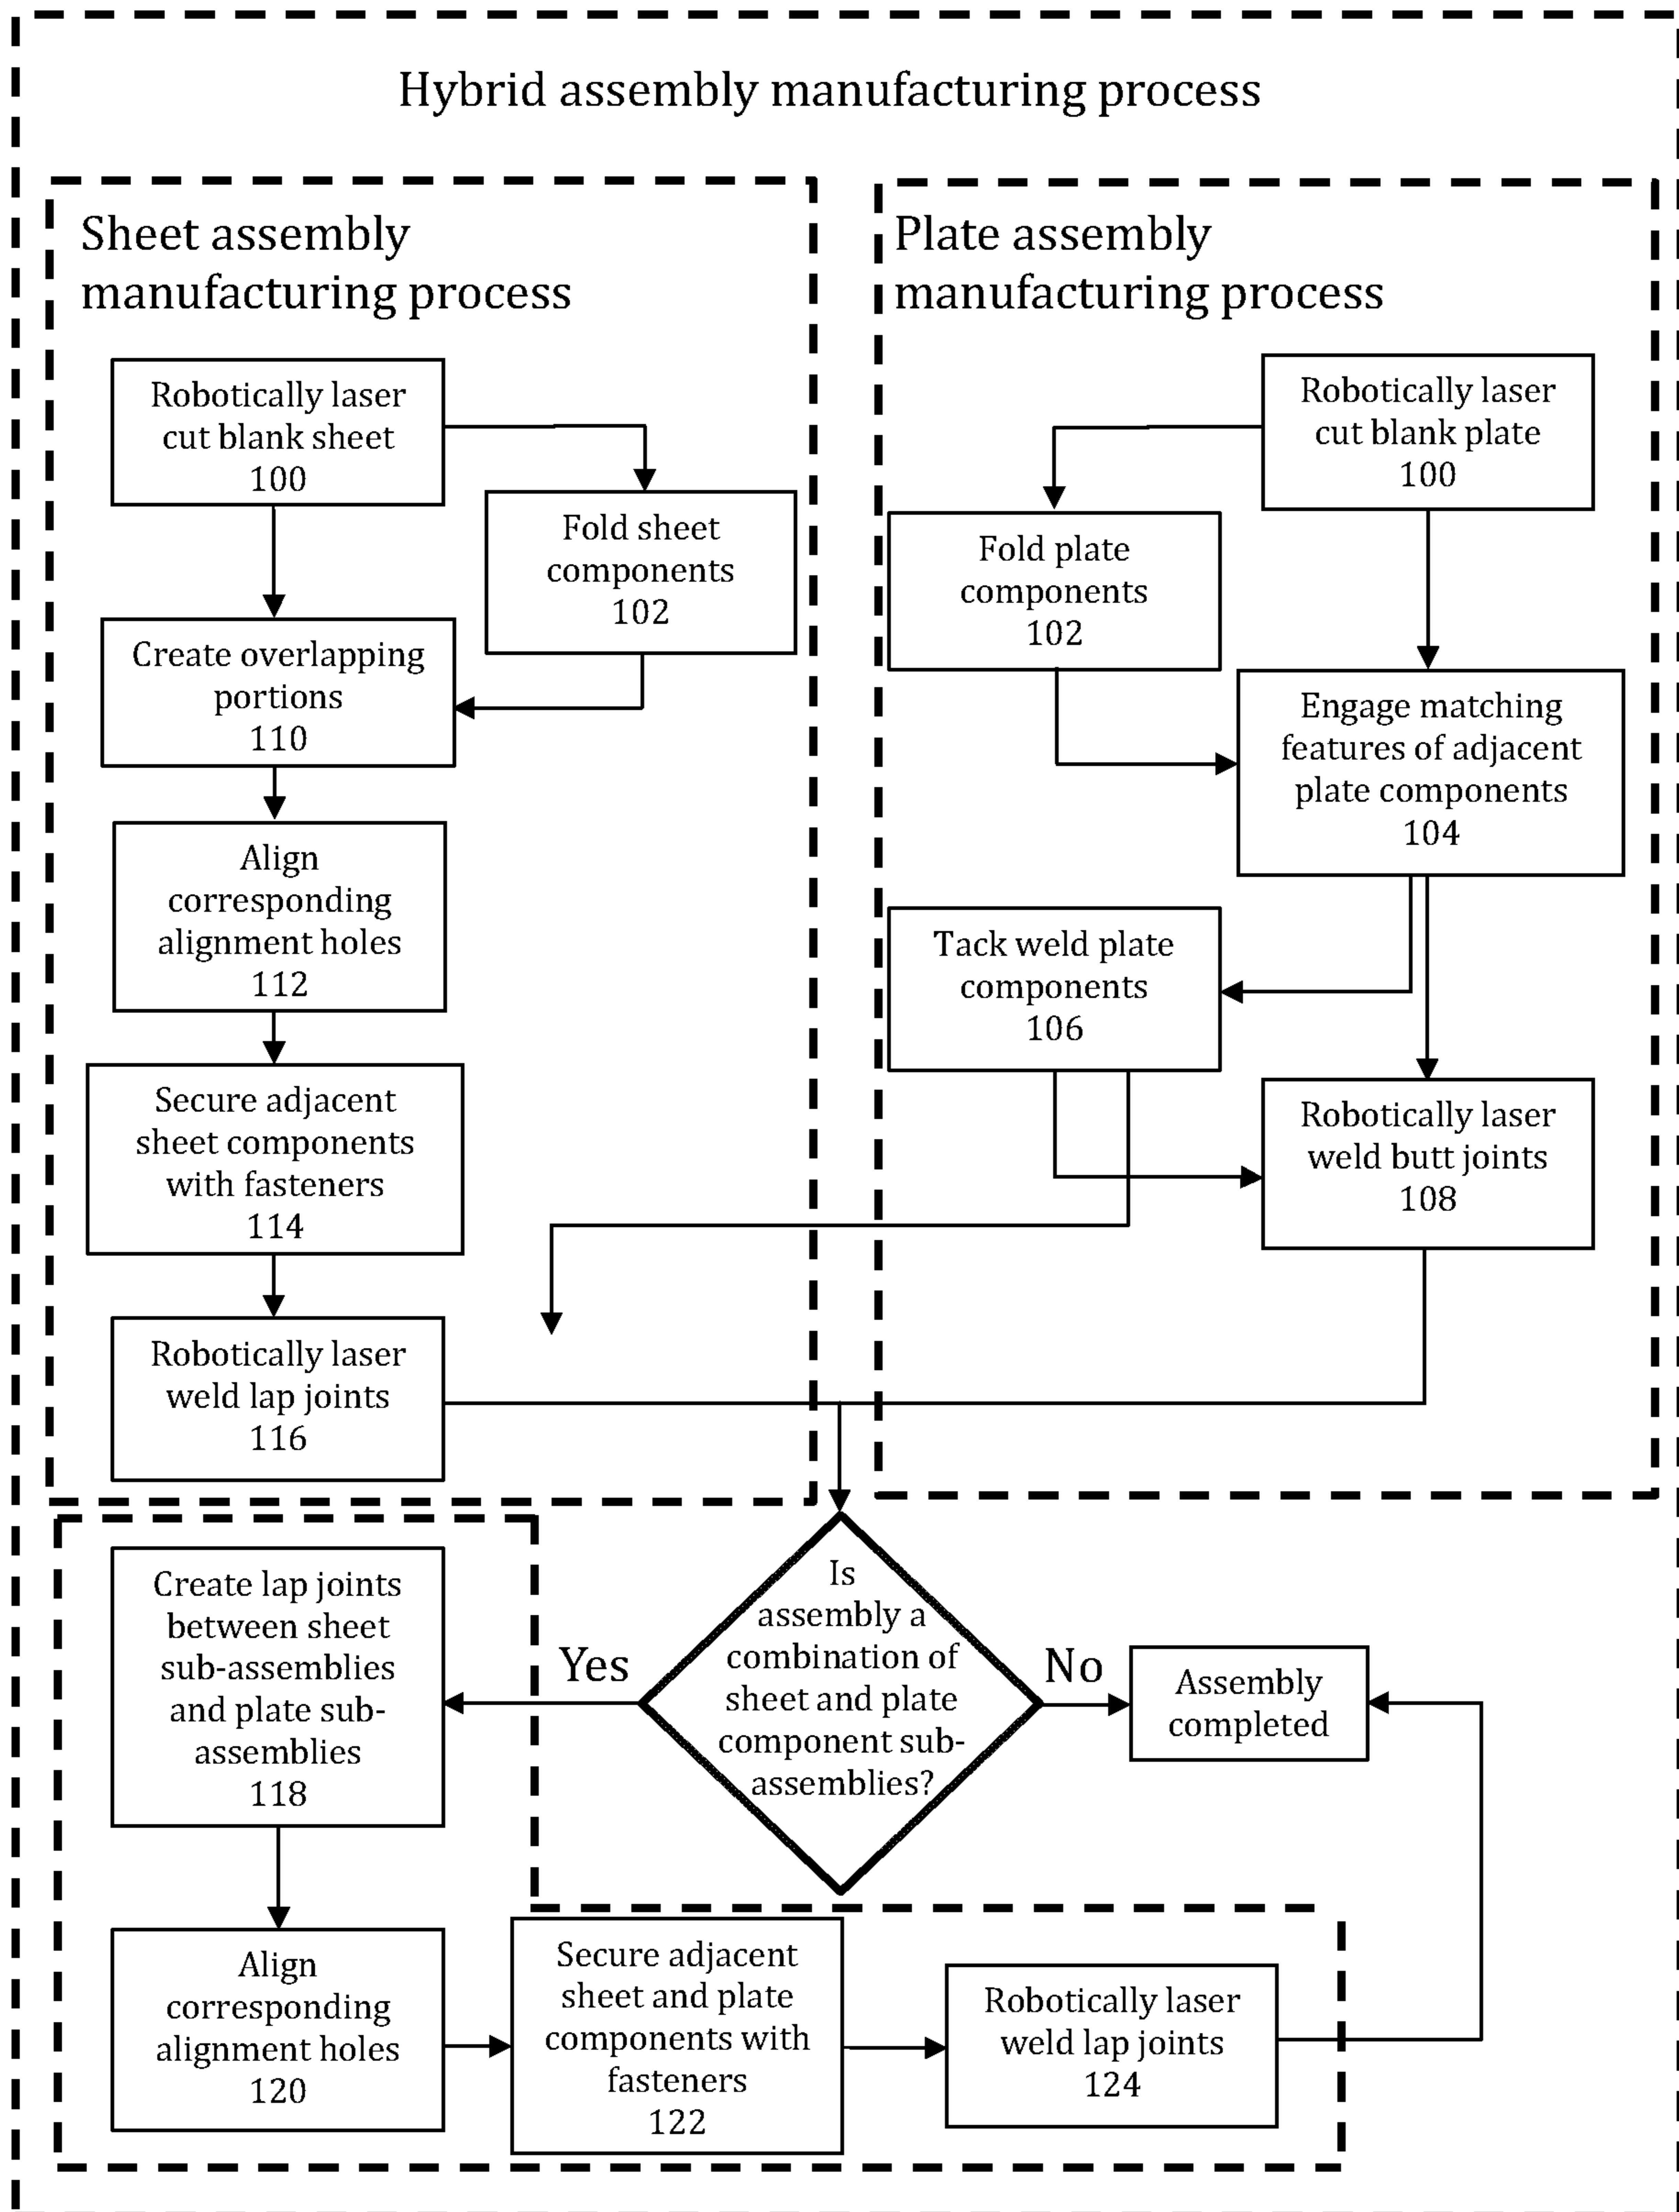 Hybrid assembly manufacturing process
Sheet assembly
manufacturing process
Robotically laser
cut blank sheet
100
Fold sheet
components
102
Create overlapping
portions
110
Align
corresponding
alignment holes
112
Secure adjacent
sheet components
with fasteners
114
Robotically laser
weld lap joints
116
Plate assembly
manufacturing process
Robotically laser
cut blank plate
100
Fold plate
components
102
Engage matching
features of adjacent
plate components
104
Tack weld plate
components
106
Robotically laser
weld butt joints
108
Is
assembly a
combination of
sheet and plate
component sub-
assemblies?
Yes
No
Assembly
completed
Create lap joints
between sheet
sub-assemblies
and plate sub-
assemblies
118
Align
corresponding
alignment holes
120
Secure adjacent
sheet and plate
components with
fasteners
122
Robotically laser
weld lap joints
124